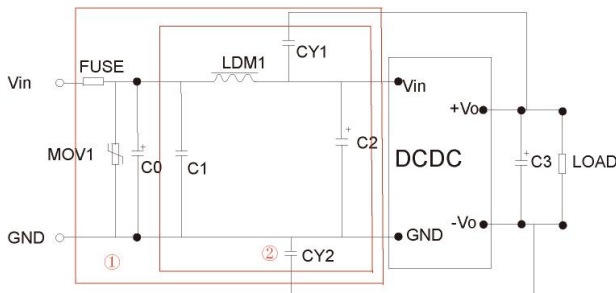 CY1
FUSE
LDM1
Vin
Vin
+Vo
+
C2
MOV1
+
C0
C1
DCDC
+
C3
LOAD
-Vo
GND
GND
①
②
CY2